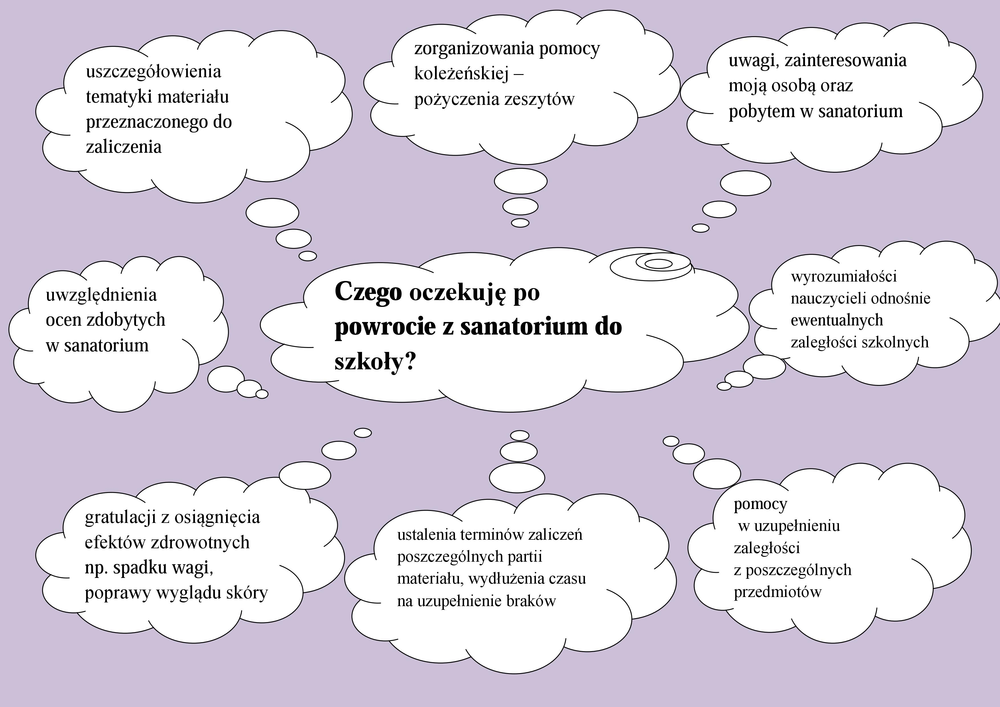 uszczegółowienia
tematyki materiału
przeznaczonego do
zaliczenia
zorganizowania pomocy
koleżeńskiej –
pożyczenia zeszytów
uwagi, zainteresowania
moją osobą oraz
pobytem w sanatorium
uwzględnienia
ocen zdobytych
w sanatorium
Czego oczekuję po
powrocie z sanatorium do
szkoły?
wyrozumiałości
nauczycieli odnośnie
ewentualnych
zaległości szkolnych
gratulacji z osiągnięcia
efektów zdrowotnych
np. spadku wagi,
poprawy wyglądu skóry
ustalenia terminów zaliczeń
poszczególnych partii
materiału, wydłużenia czasu
na uzupełnienie braków
pomocy
w uzupełnieniu
zaległości
z poszczególnych
przedmiotów